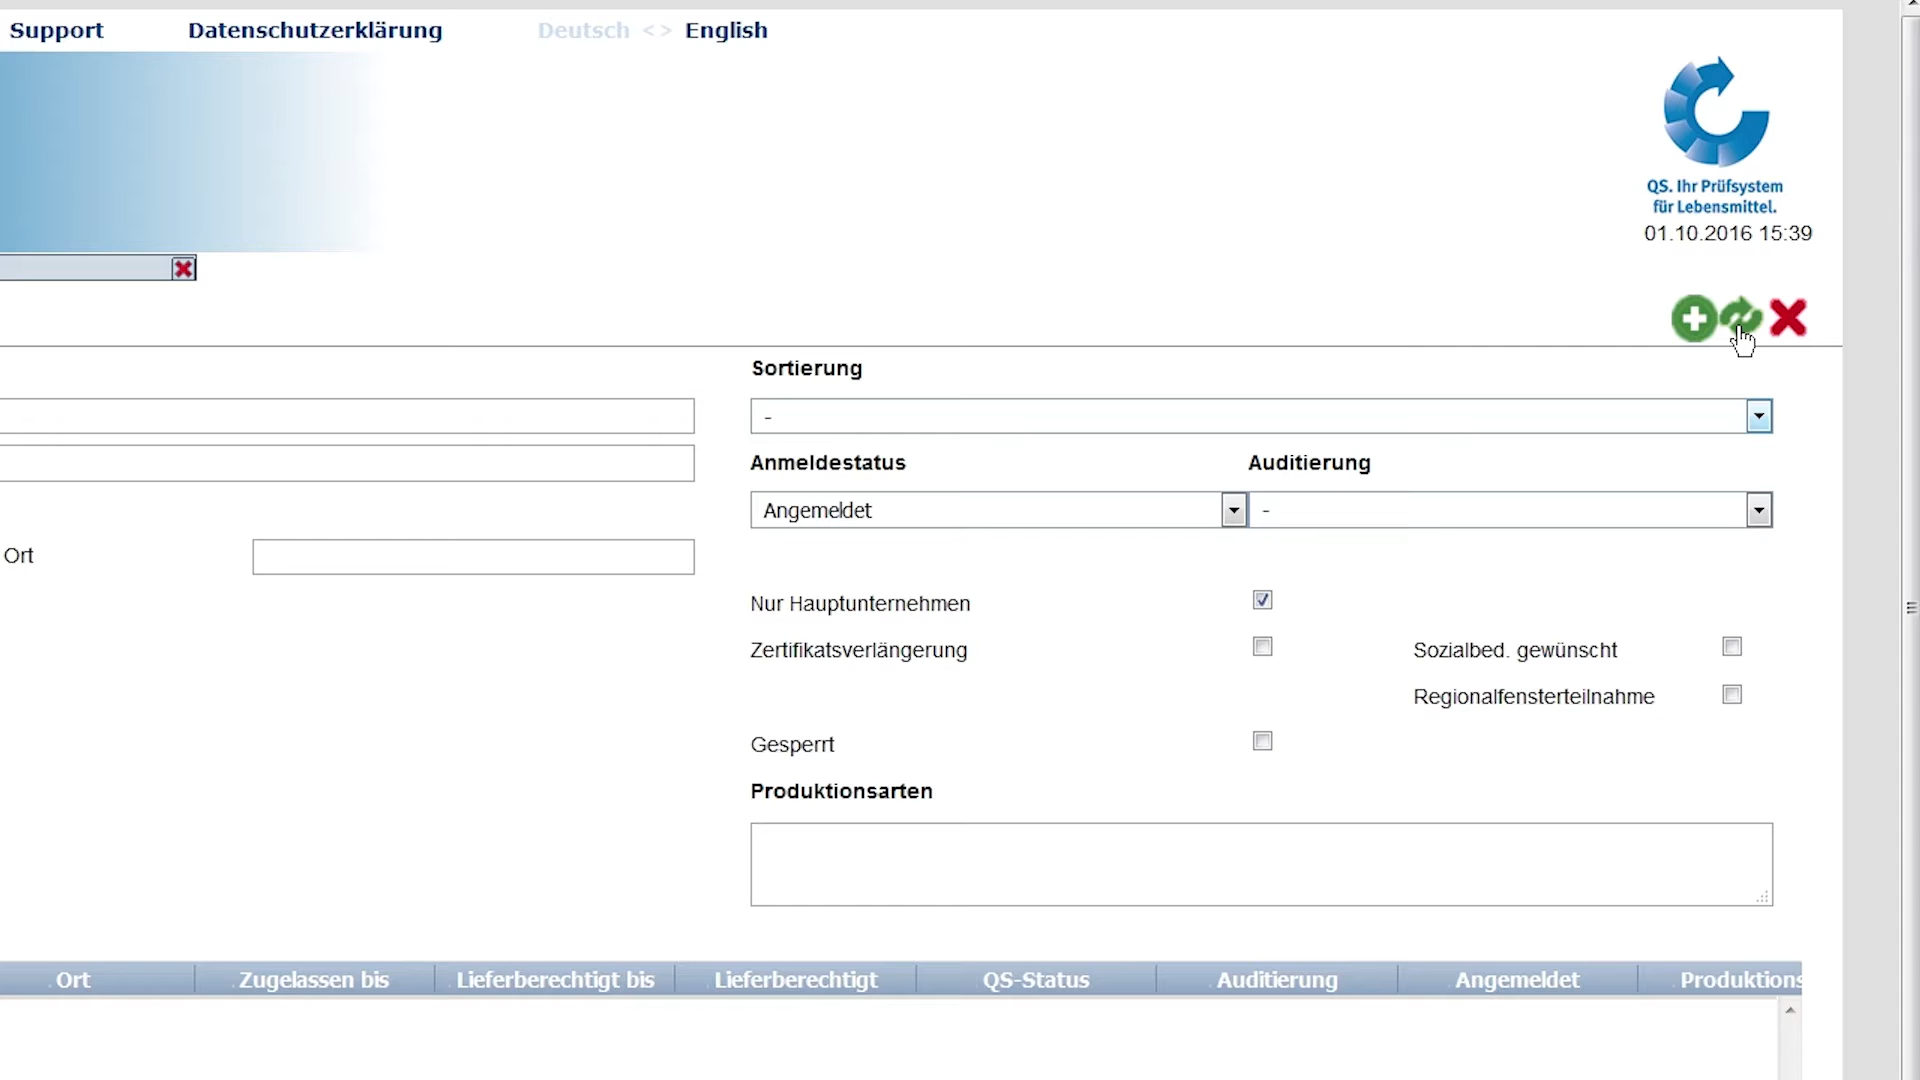 Support Datenschutzerklärung Deutsch <> English
QS. Ihr Prüfsystem
für Lebensmittel.
01.10.2016 15:39
Sortierung
-
Anmeldestatus Auditierung
Angemeldet -
Ort
Nur Hauptunternehmen
Zertifikatsverlängerung Sozialbed. gewünscht
Regionalfensterteilnahme
Gesperrt
Produktionsarten
Ort Zugelassen bis Lieferberechtigt bis Lieferberechtigt QS-Status Auditierung Angemeldet Produktions